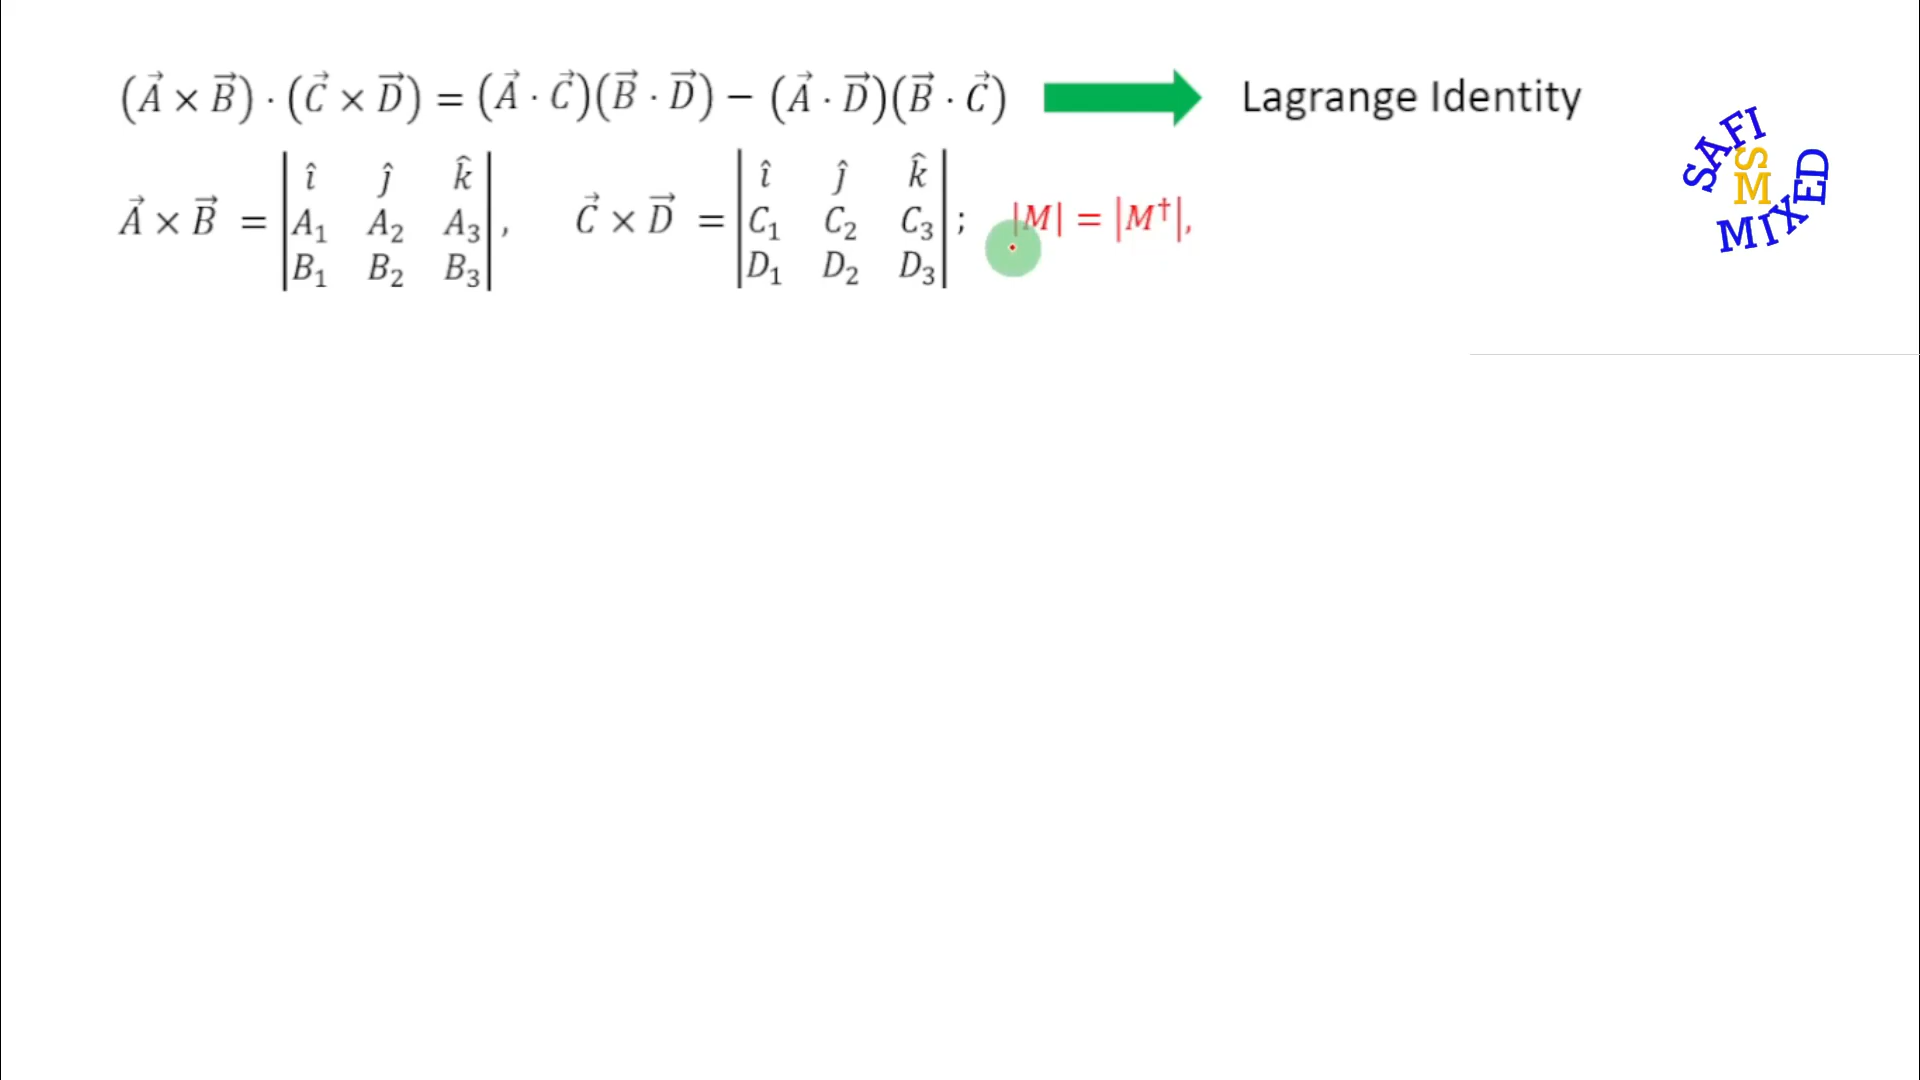 (A⃗ × B⃗) · (C⃗ × D⃗) = (A⃗ · C⃗)(B⃗ · D⃗) − (A⃗ · D⃗)(B⃗ · C⃗) Lagrange Identity
A⃗ × B⃗ = |î ĵ k̂; A₁ A₂ A₃; B₁ B₂ B₃|, C⃗ × D⃗ = |î ĵ k̂; C₁ C₂ C₃; D₁ D₂ D₃|; |M| = |M†|,
SAFI
SM
MIXED